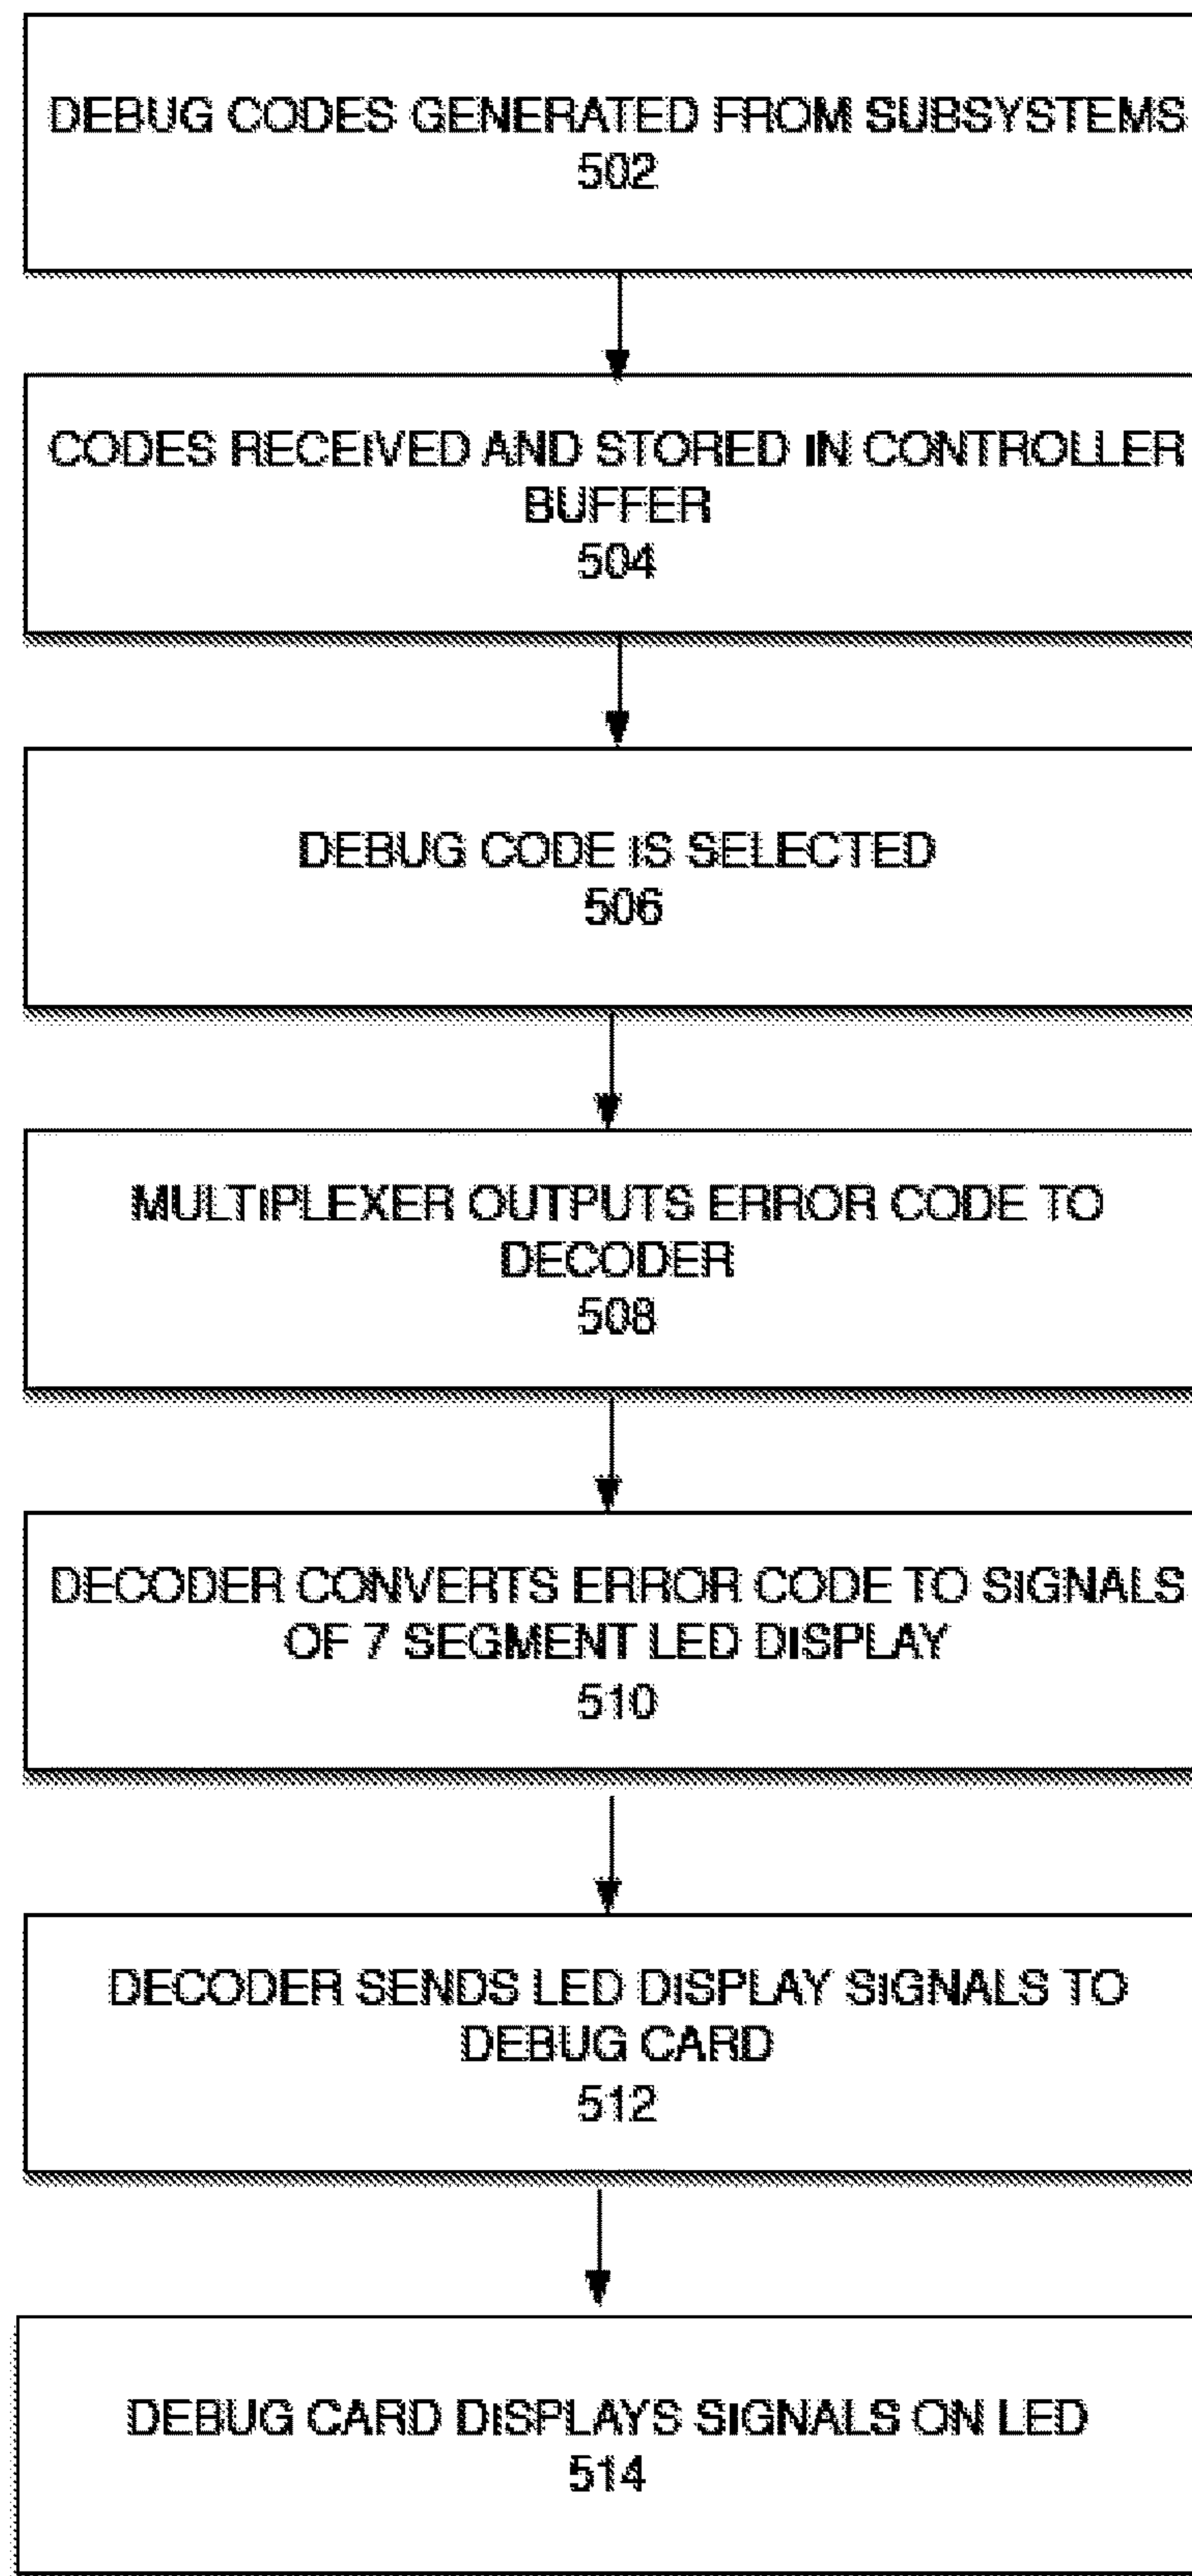 DEBUG CODES GENERATED FROM SUBSYSTEMS
502
CODES RECEIVED AND STORED IN CONTROLLER
BUFFER
504
DEBUG CODE IS SELECTED
506
MULTIPLEXER OUTPUTS ERROR CODE TO
DECODER
508
DECODER CONVERTS ERROR CODE TO SIGNALS
OF 7 SEGMENT LED DISPLAY
510
DECODER SENDS LED DISPLAY SIGNALS TO
DEBUG CARD
512
DEBUG CARD DISPLAYS SIGNALS ON LED
514